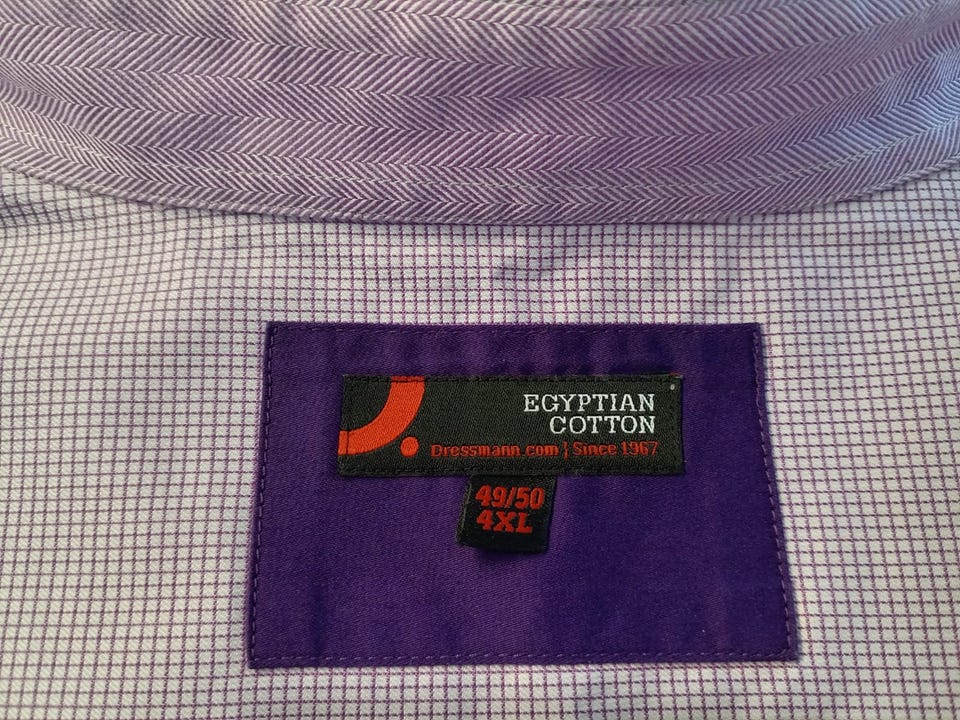 EGYPTIAN
COTTON
Dressmann.com | Since 1967
49/50
4XL